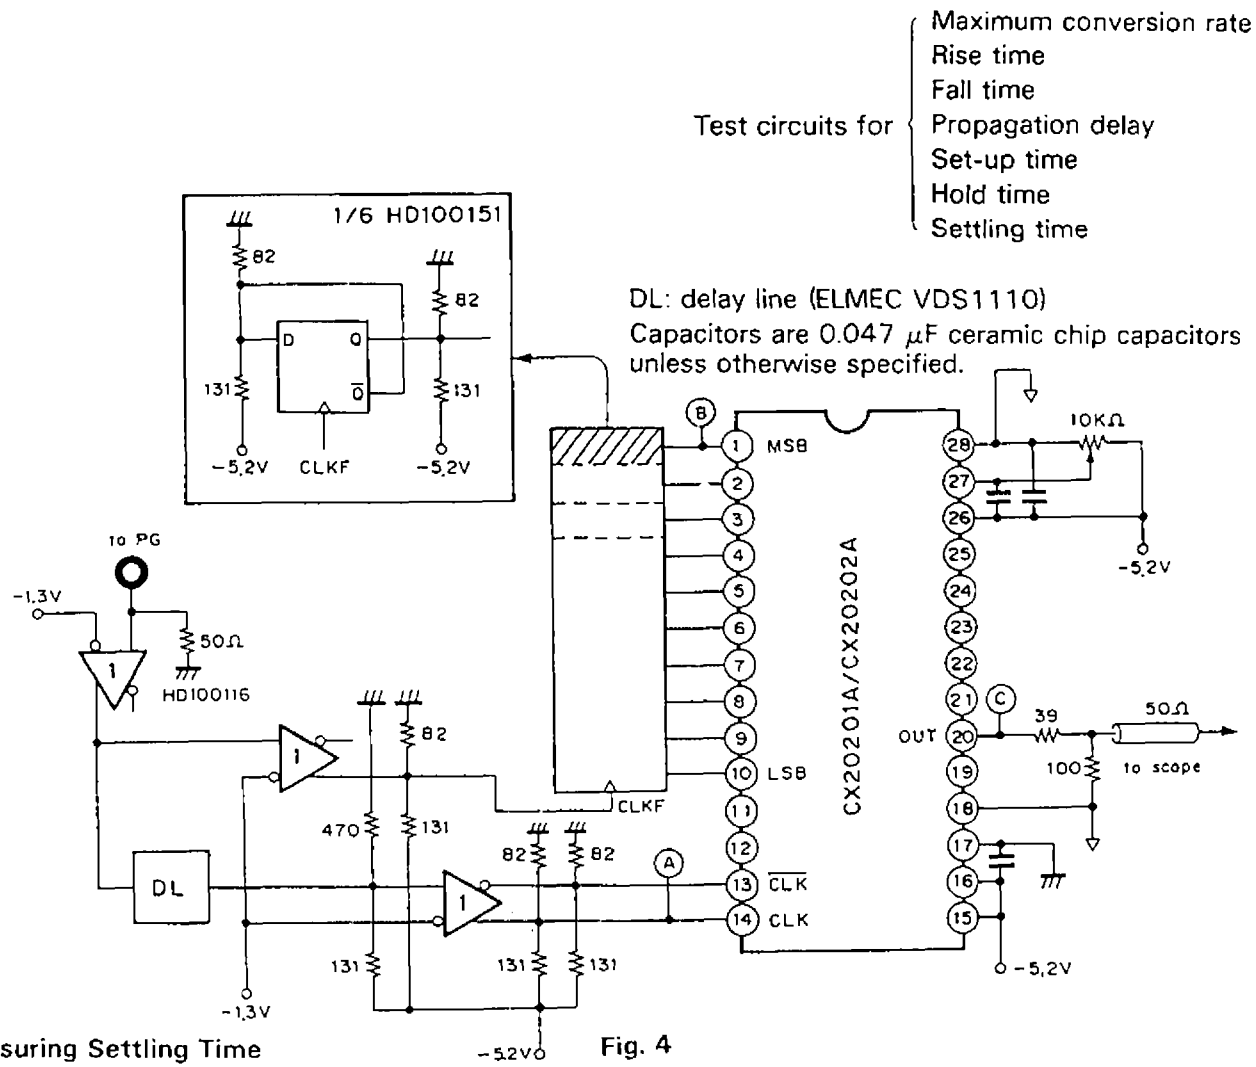 Maximum conversion rate
Rise time
Fall time
Test circuits for
Propagation delay
Set-up time
Hold time
Settling time
1/6 HD100151
82
82
D
Q
Q̅
131
131
-5.2V
CLKF
-5.2V
DL: delay line (ELMEC VDS1110)
Capacitors are 0.047 μF ceramic chip capacitors
unless otherwise specified.
B
1
MSB
2
3
4
5
6
7
8
9
10
LSB
11
12
13
C̅L̅K̅
14
CLK
CX20201A/CX20202A
28
27
26
25
24
23
22
21
OUT
20
19
18
17
16
15
10KΩ
-5.2V
to PG
-1.3V
50Ω
1
HD100116
1
82
CLKF
470
131
82
82
A
DL
1
131
131
131
-1.3V
-5.2V
C
39
50Ω
100
to scope
-5.2V
suring Settling Time
Fig. 4